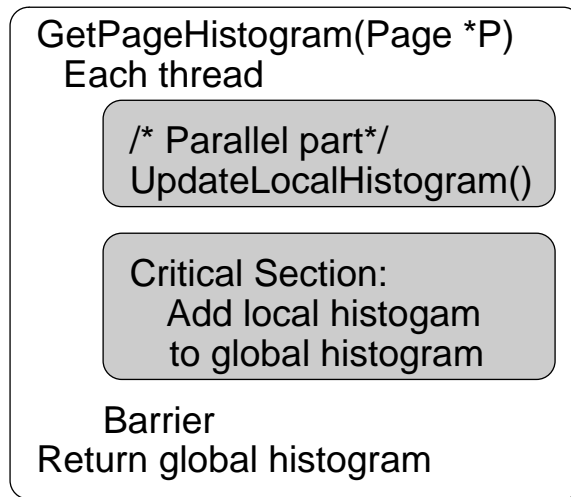 GetPageHistogram(Page *P)
Each thread
/* Parallel part*/
UpdateLocalHistogram()
Critical Section:
Add local histogam
to global histogram
Barrier
Return global histogram